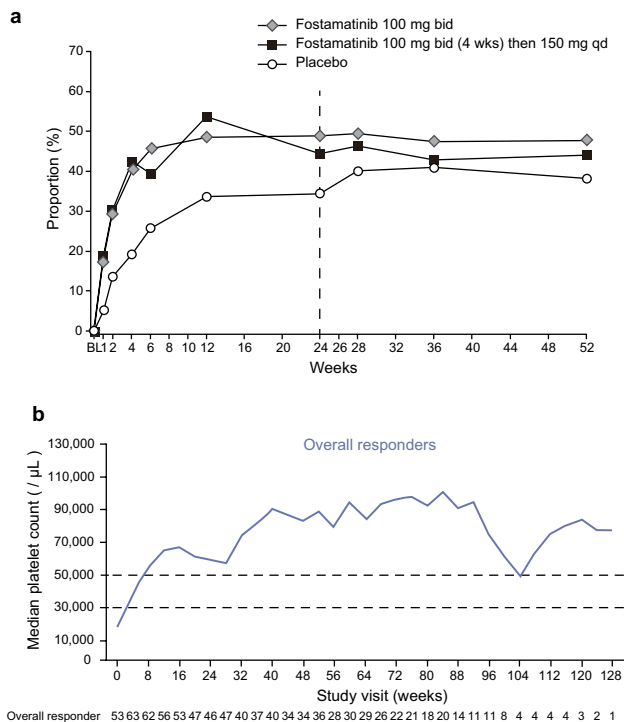 a
Fostamatinib 100 mg bid
Fostamatinib 100 mg bid (4 wks) then 150 mg qd
Placebo
70
60
50
40
30
20
10
0
Proportion (%)
BL 1 2 4 6 8 10 12 16 20 24 26 28 32 36 40 44 48 52
Weeks
b
Overall responders
130,000
110,000
90,000
70,000
50,000
30,000
10,000
0
Median platelet count ( / µL )
0 8 16 24 32 40 48 56 64 72 80 88 96 104 112 120 128
Study visit (weeks)
Overall responder 53 63 62 56 53 47 46 47 40 37 40 34 34 36 28 30 29 26 22 21 18 20 14 11 11 8 4 4 4 4 3 2 1